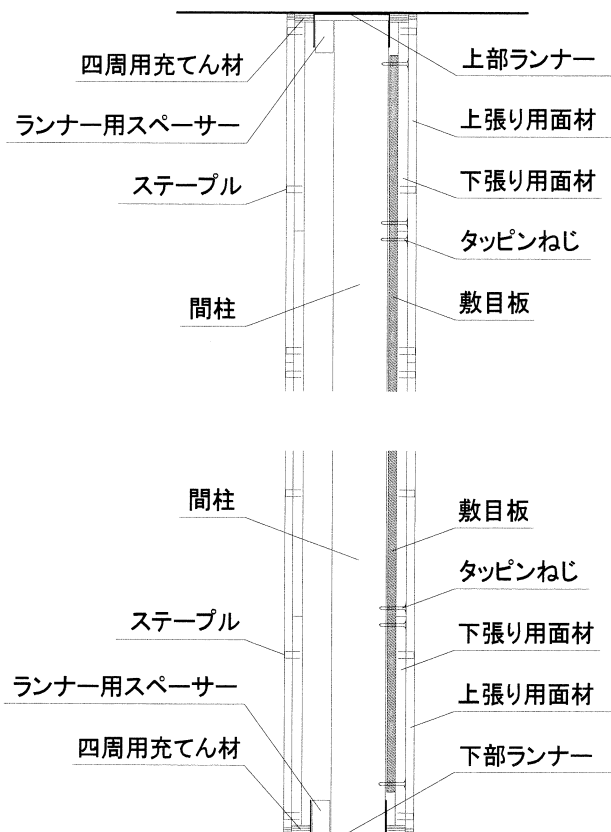 四周用充てん材
ランナー用スペーサー
ステープル
間柱
上部ランナー
上張り用面材
下張り用面材
タッピンねじ
敷目板
間柱
ステープル
ランナー用スペーサー
四周用充てん材
敷目板
タッピンねじ
下張り用面材
上張り用面材
下部ランナー